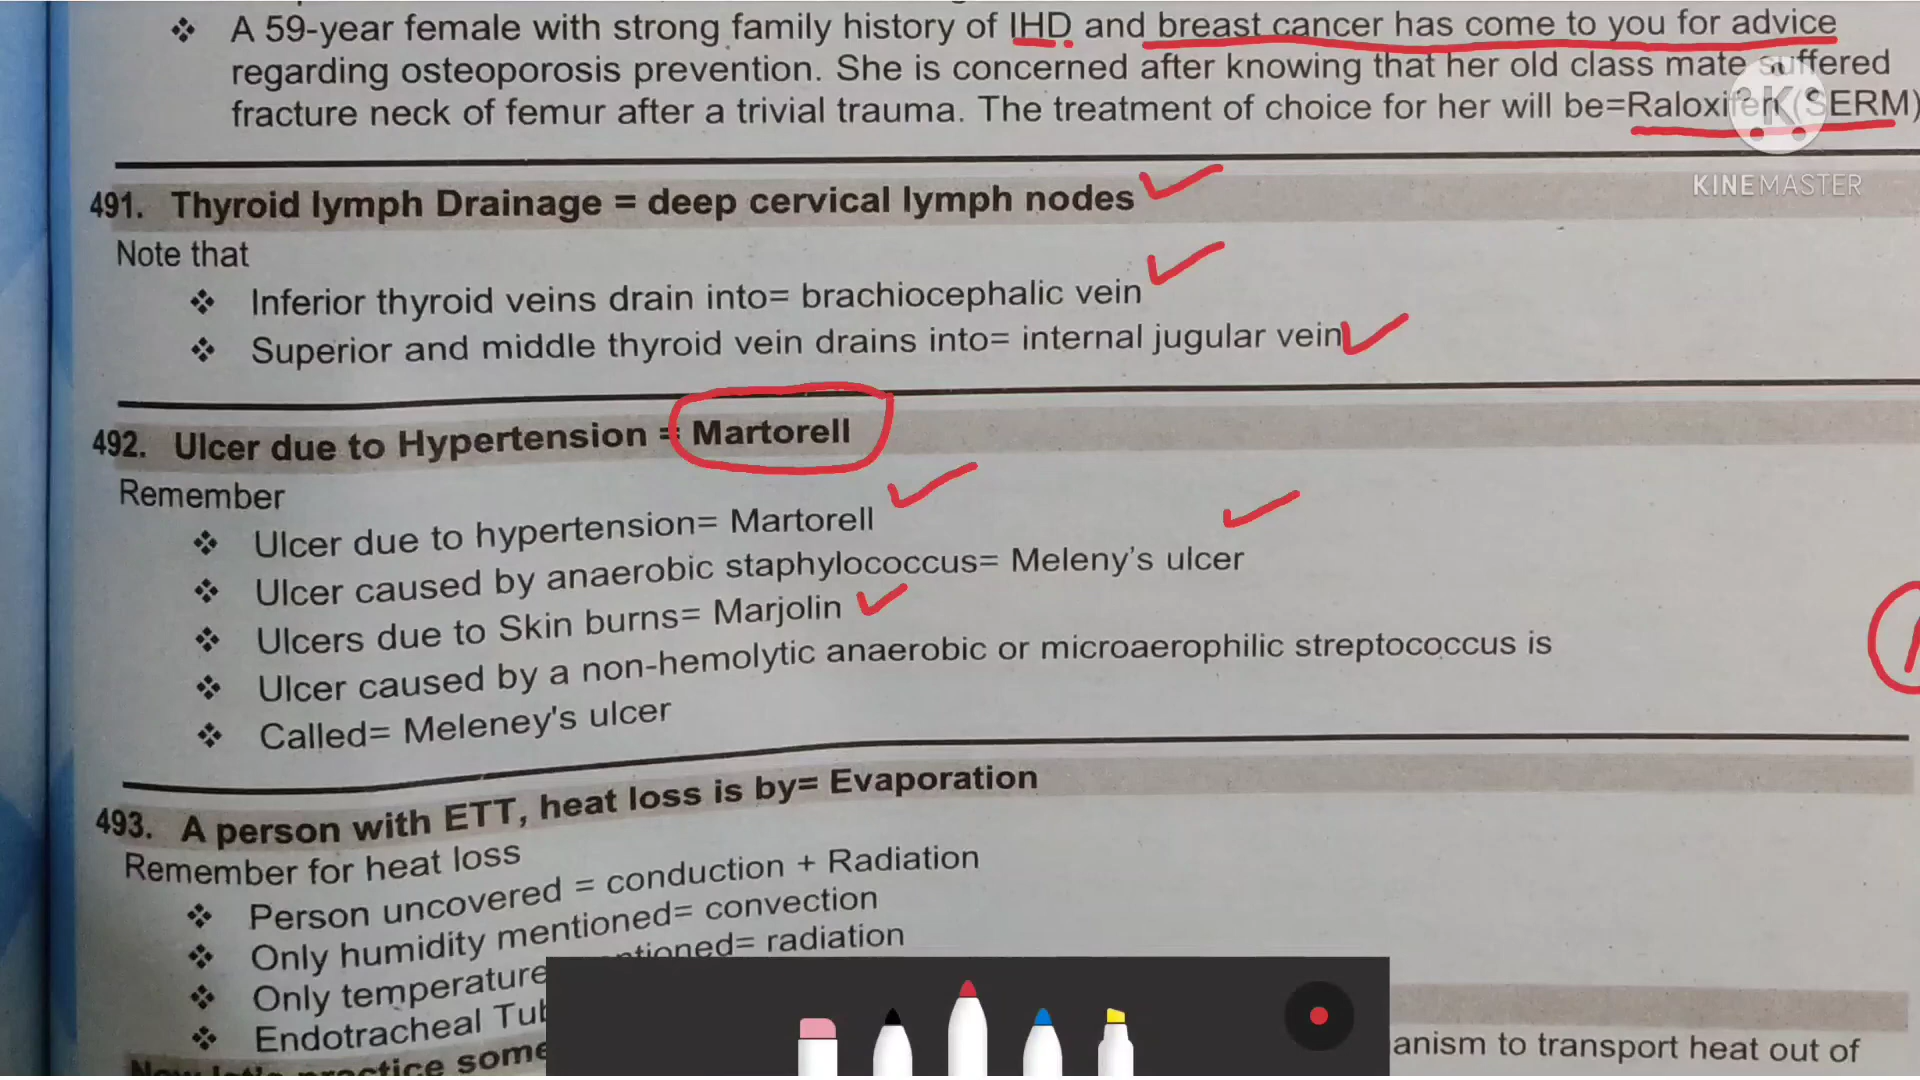 ❖ A 59-year female with strong family history of IHD and breast cancer has come to you for advice
regarding osteoporosis prevention. She is concerned after knowing that her old class mate suffered
fracture neck of femur after a trivial trauma. The treatment of choice for her will be=Raloxifen (SERM)
KINEMASTER
491. Thyroid lymph Drainage = deep cervical lymph nodes
Note that
❖ Inferior thyroid veins drain into= brachiocephalic vein
❖ Superior and middle thyroid vein drains into= internal jugular vein
492. Ulcer due to Hypertension = Martorell
Remember
❖ Ulcer due to hypertension= Martorell
❖ Ulcer caused by anaerobic staphylococcus= Meleny's ulcer
❖ Ulcers due to Skin burns= Marjolin
❖ Ulcer caused by a non-hemolytic anaerobic or microaerophilic streptococcus is
❖ Called= Meleney's ulcer
493. A person with ETT, heat loss is by= Evaporation
Remember for heat loss
❖ Person uncovered = conduction + Radiation
❖ Only humidity mentioned= convection
❖ Only temperature mentioned= radiation
❖ Endotracheal
anism to transport heat out of